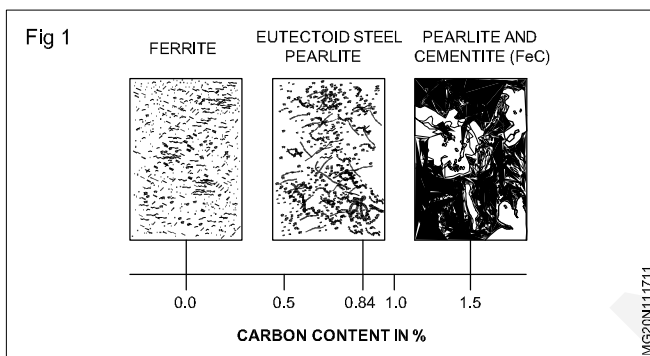 Fig 1
FERRITE
EUTECTOID STEEL
PEARLITE
PEARLITE AND
CEMENTITE (FeC)
0.0 0.5 0.84 1.0 1.5
CARBON CONTENT IN %
MG20N111711